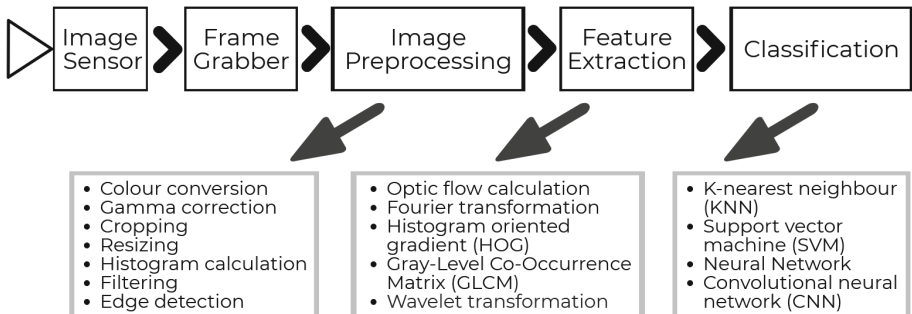 Image
Sensor
Frame
Grabber
Image
Preprocessing
Feature
Extraction
Classification
• Colour conversion
• Gamma correction
• Cropping
• Resizing
• Histogram calculation
• Filtering
• Edge detection
• Optic flow calculation
• Fourier transformation
• Histogram oriented
gradient (HOG)
• Gray-Level Co-Occurrence
Matrix (GLCM)
• Wavelet transformation
• K-nearest neighbour
(KNN)
• Support vector
machine (SVM)
• Neural Network
• Convolutional neural
network (CNN)